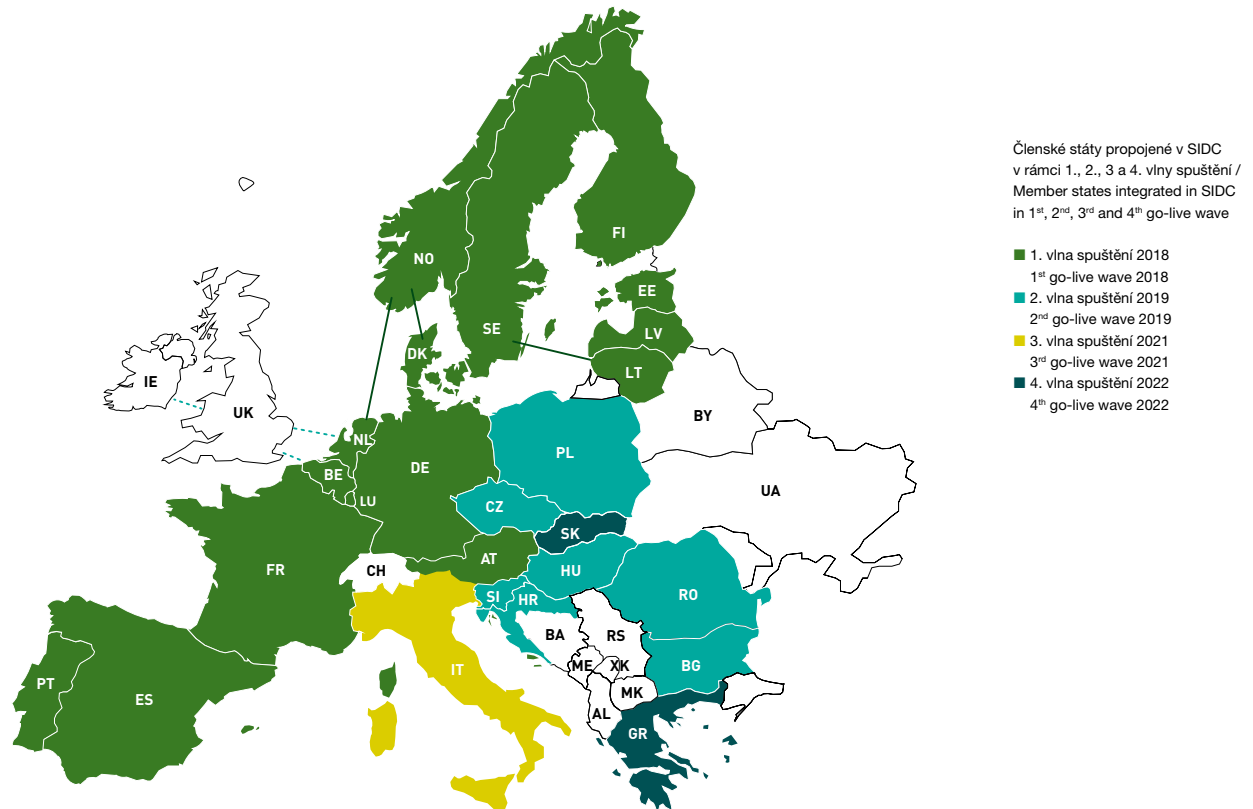 Členské státy propojené v SIDC
v rámci 1., 2., 3 a 4. vlny spuštění /
Member states integrated in SIDC
in 1st, 2nd, 3rd and 4th go-live wave
1. vlna spuštění 2018
1st go-live wave 2018
2. vlna spuštění 2019
2nd go-live wave 2019
3. vlna spuštění 2021
3rd go-live wave 2021
4. vlna spuštění 2022
4th go-live wave 2022
FI
NO
EE
SE
LV
DK
LT
IE
UK
BY
NL
PL
DE
BE
UA
LU
CZ
SK
AT
FR
CH
HU
SI
HR
RO
BA
RS
ME
XK
BG
IT
PT
ES
MK
AL
GR